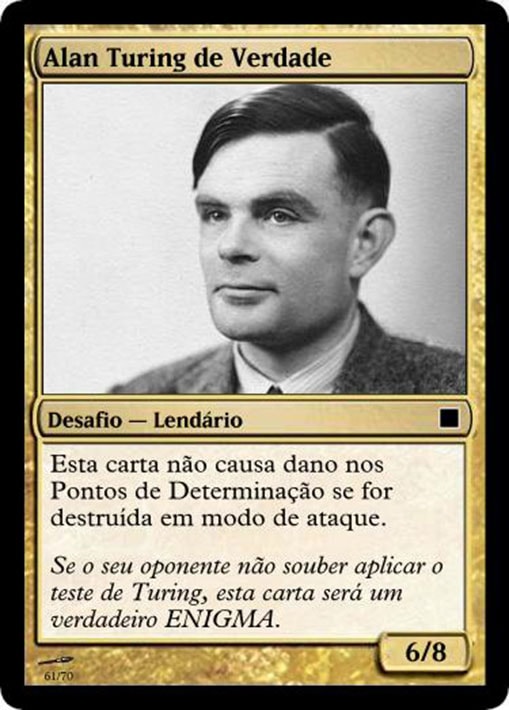 Alan Turing de Verdade
Desafio — Lendário
Esta carta não causa dano nos
Pontos de Determinação se for
destruída em modo de ataque.
Se o seu oponente não souber aplicar o
teste de Turing, esta carta será um
verdadeiro ENIGMA.
6/8
61/70